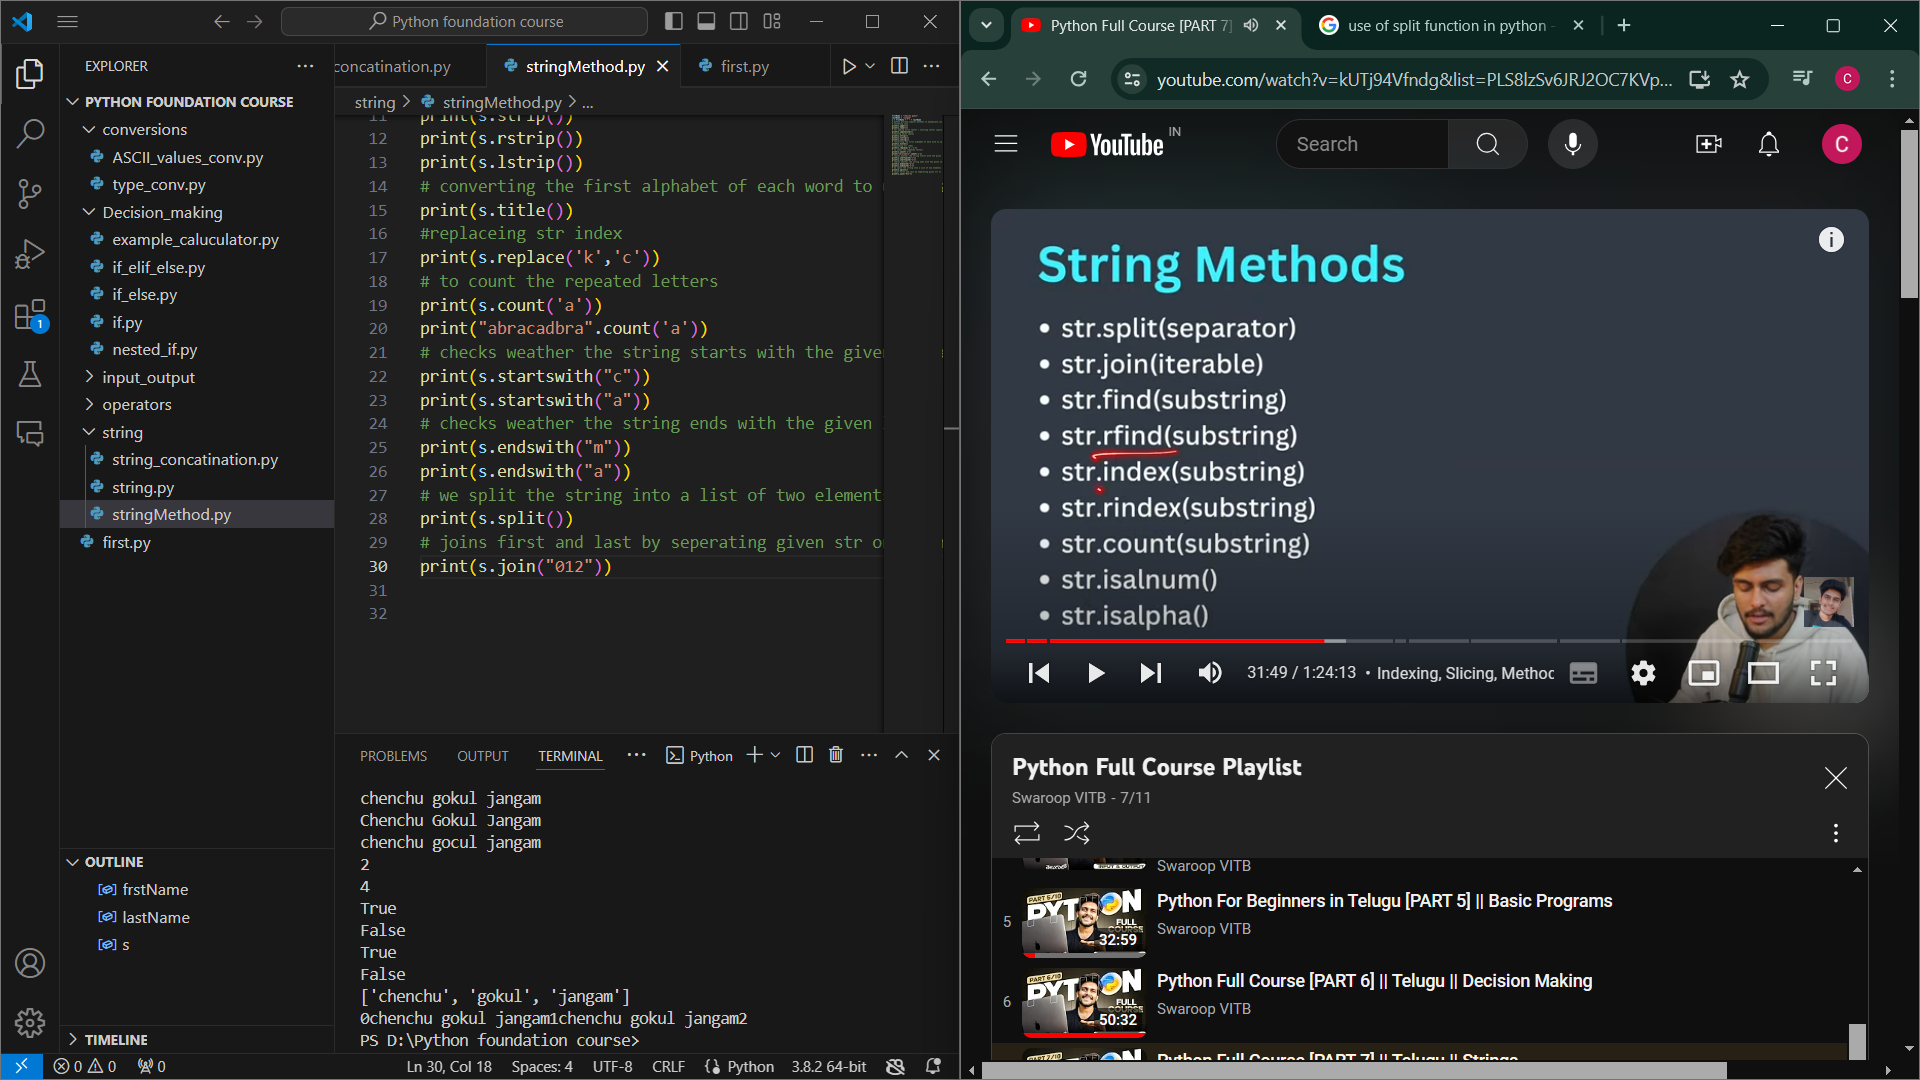 Python foundation course
EXPLORER
PYTHON FOUNDATION COURSE
conversions
ASCII_values_conv.py
type_conv.py
Decision_making
example_caluculator.py
if_elif_else.py
if_else.py
if.py
nested_if.py
input_output
operators
string
string_concatination.py
string.py
stringMethod.py
first.py
OUTLINE
frstName
lastName
s
TIMELINE
1
concatination.py
stringMethod.py
first.py
string > stringMethod.py > ...
11 print(s.strip())
12 print(s.rstrip())
13 print(s.lstrip())
14 # converting the first alphabet of each word to
15 print(s.title())
16 #replaceing str index
17 print(s.replace('k','c'))
18 # to count the repeated letters
19 print(s.count('a'))
20 print("abracadbra".count('a'))
21 # checks weather the string starts with the given
22 print(s.startswith("c"))
23 print(s.startswith("a"))
24 # checks weather the string ends with the given
25 print(s.endswith("m"))
26 print(s.endswith("a"))
27 # we split the string into a list of two element
28 print(s.split())
29 # joins first and last by seperating given str
30 print(s.join("012"))
31
32
PROBLEMS OUTPUT TERMINAL ... Python
chenchu gokul jangam
Chenchu Gokul Jangam
chenchu gocul jangam
2
4
True
False
True
False
['chenchu', 'gokul', 'jangam']
0chenchu gokul jangam1chenchu gokul jangam2
PS D:\Python foundation course>
0 0 0 Ln 30, Col 18 Spaces: 4 UTF-8 CRLF Python 3.8.2 64-bit
Python Full Course [PART 7]
use of split function in python -
youtube.com/watch?v=kUTj94Vfndg&list=PLS8lzSv6JRJ2OC7KVp...
C
YouTube IN
Search
C
String Methods
• str.split(separator)
• str.join(iterable)
• str.find(substring)
• str.rfind(substring)
• str.index(substring)
• str.rindex(substring)
• str.count(substring)
• str.isalnum()
• str.isalpha()
31:49 / 1:24:13 • Indexing, Slicing, Method
Python Full Course Playlist
Swaroop VITB - 7/11
Swaroop VITB
5
PYTHON
FULL
COURSE
32:59
Python For Beginners in Telugu [PART 5] || Basic Programs
Swaroop VITB
6
PYTHON
FULL
50:32
Python Full Course [PART 6] || Telugu || Decision Making
Swaroop VITB
Python Full Course [PART 7] || Telugu || Strings